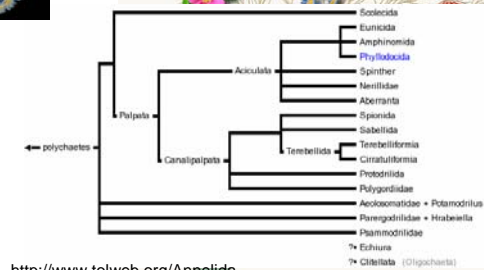 Scolecida
Eunicida
Amphinomida
Phyllodocida
Aciculata
Spinther
Nerillidae
Aberranta
Palpata
Spionida
Sabellida
Terebellida
Terebelliformia
Cirratuliformia
polychaetes
Canalipalpata
Protodrilida
Polygordiidae
Aeolosomatidae + Potamodrilus
Parergodrilidae + Hrabeiella
Psammodrilidae
?• Echiura
?• Clitellata (Oligochaeta)
http://www.tolweb.org/Annelida